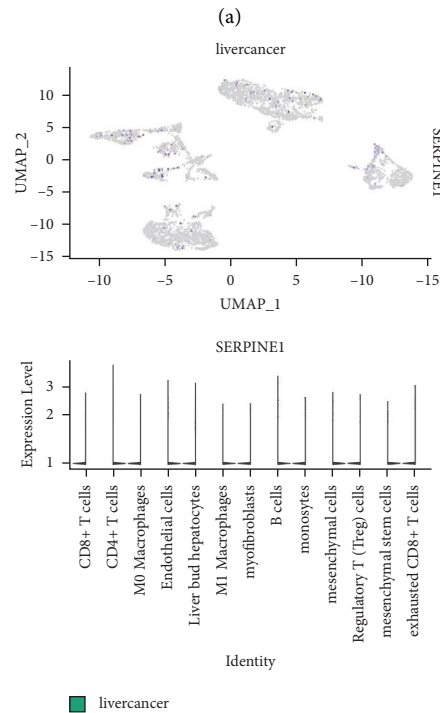 (a)
livercancer
UMAP_2
10
5
0
−5
−10
−15
−10
−5
0
5
−10
−15
UMAP_1
SERPINE1
SERPINE1
Expression Level
3
2
1
CD8+ T cells
CD4+ T cells
M0 Macrophages
Endothelial cells
Liver bud hepatocytes
M1 Macrophages
myofibroblasts
B cells
monosytes
mesenchymal cells
Regulatory T (Treg) cells
mesenchymal stem cells
exhausted CD8+ T cells
Identity
livercancer